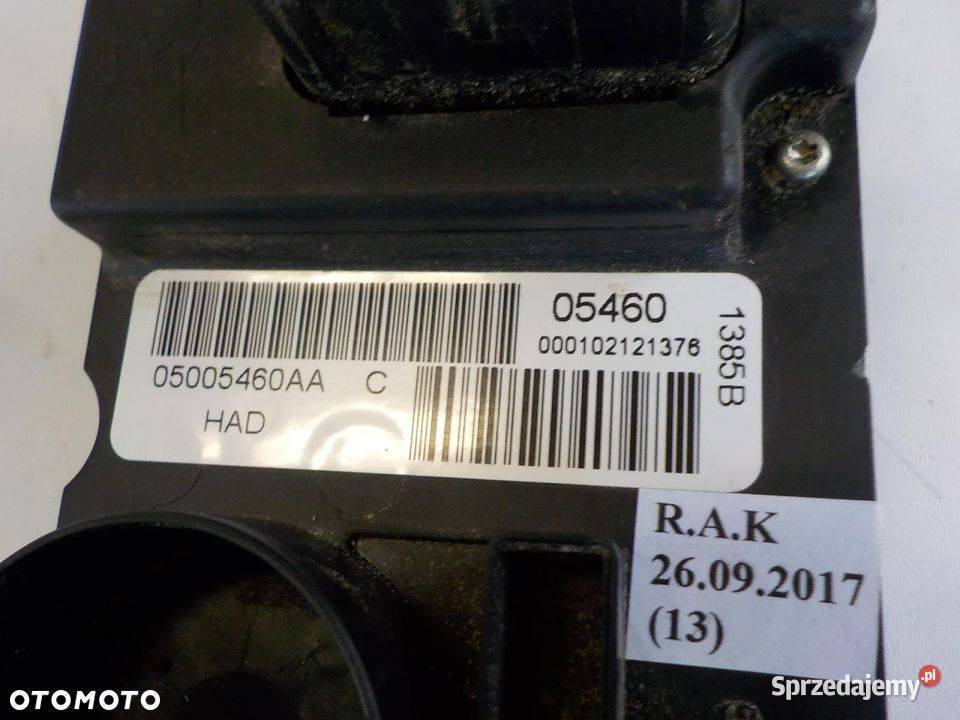 05460
000102121376
1385B
05005460AA C
HAD
R.A.K
26.09.2017
(13)
OTOMOTO
Sprzedajemy.pl